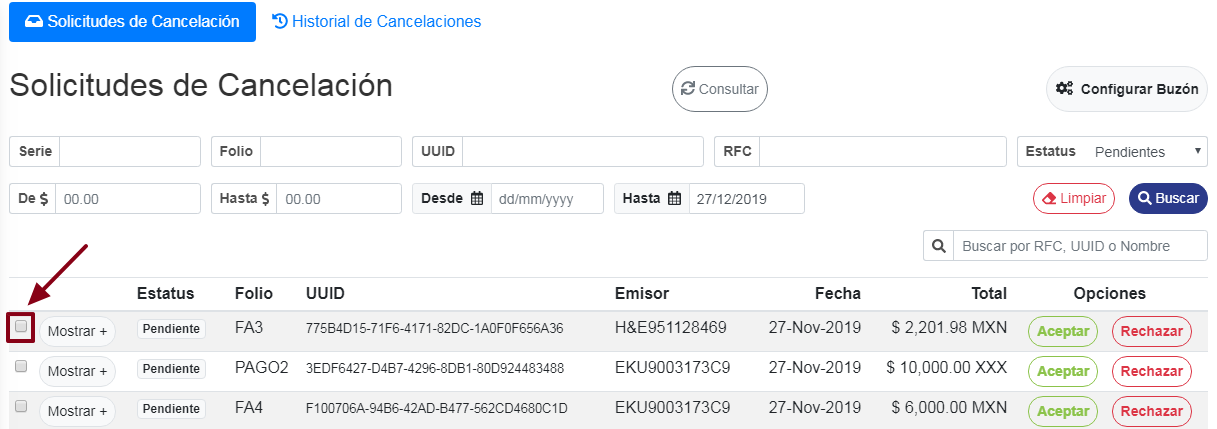 Solicitudes de Cancelación Historial de Cancelaciones
Solicitudes de Cancelación Consultar Configurar Buzón
Serie Folio UUID RFC Estatus Pendientes
De $ 00.00 Hasta $ 00.00 Desde dd/mm/yyyy Hasta 27/12/2019 Limpiar Buscar
Buscar por RFC, UUID o Nombre
Estatus Folio UUID Emisor Fecha Total Opciones
Mostrar + Pendiente FA3 775B4D15-71F6-4171-82DC-1A0F0F656A36 H&E951128469 27-Nov-2019 $ 2,201.98 MXN Aceptar Rechazar
Mostrar + Pendiente PAGO2 3EDF6427-D4B7-4296-8DB1-80D924483488 EKU9003173C9 27-Nov-2019 $ 10,000.00 XXX Aceptar Rechazar
Mostrar + Pendiente FA4 F100706A-94B6-42AD-B477-562CD4680C1D EKU9003173C9 27-Nov-2019 $ 6,000.00 MXN Aceptar Rechazar